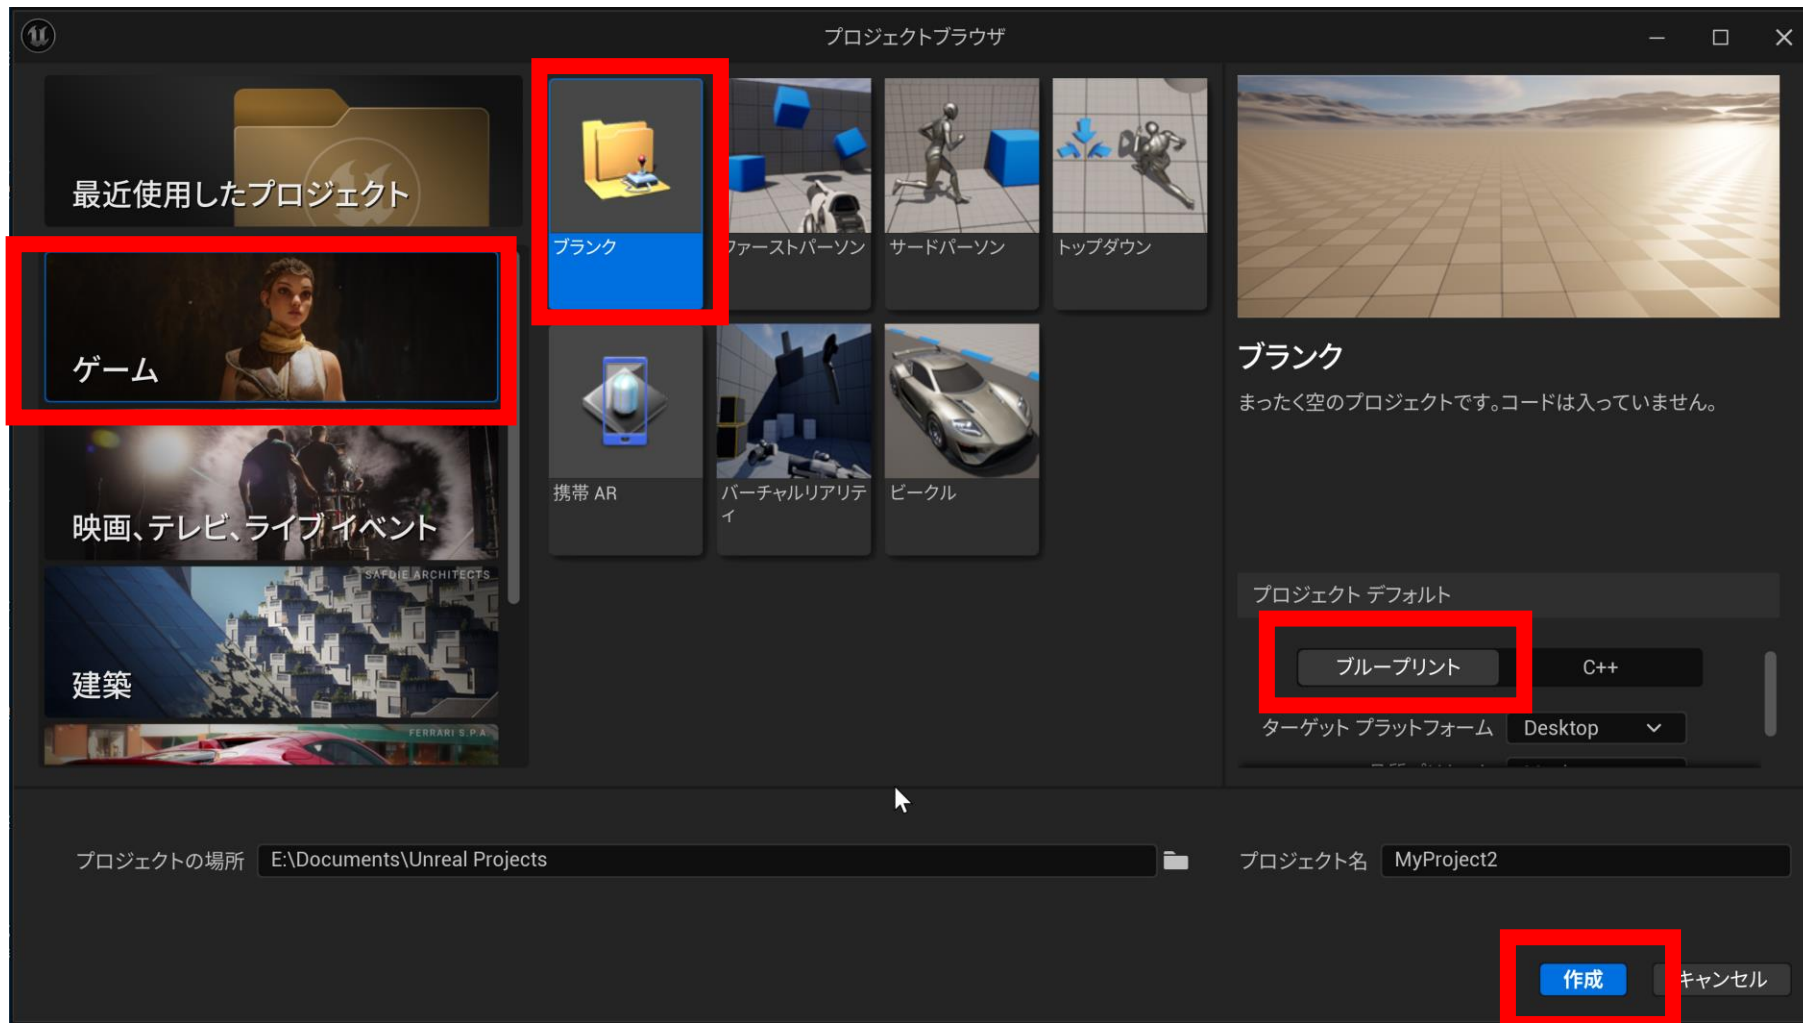 プロジェクトブラウザ
最近使用したプロジェクト
ゲーム
映画、テレビ、ライブ イベント
SAFDIE ARCHITECTS
建築
FERRARI S.P.A
ブランク
ファーストパーソン
サードパーソン
トップダウン
携帯 AR
バーチャルリアリテ
ィ
ビークル
ブランク
まったく空のプロジェクトです。コードは入っていません。
プロジェクト デフォルト
ブループリント
C++
ターゲット プラットフォーム
Desktop
プロジェクトの場所
E:\Documents\Unreal Projects
プロジェクト名
MyProject2
作成
キャンセル